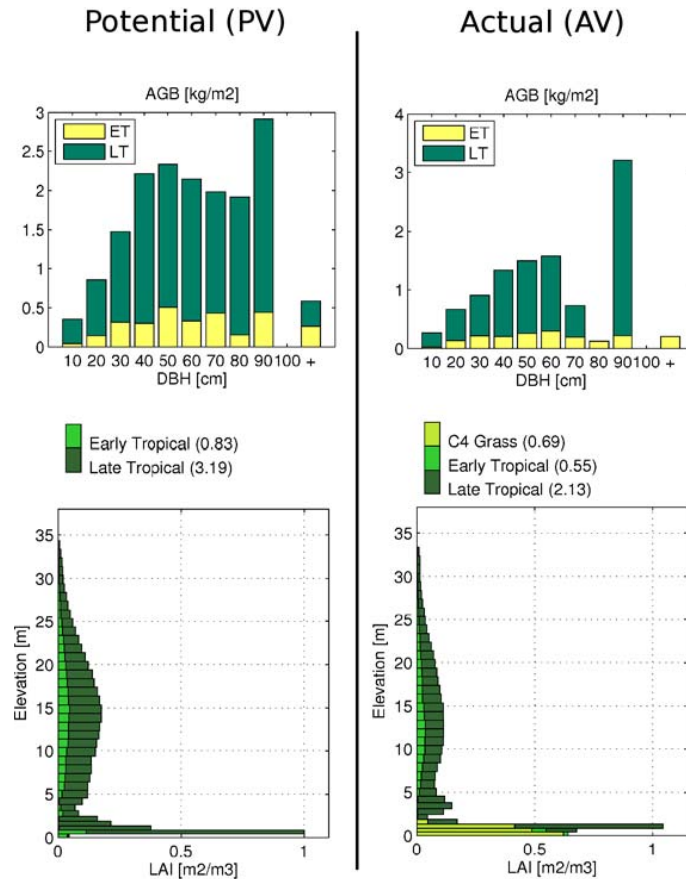 Potential (PV)
Actual (AV)
AGB [kg/m2]
3
2.5
2
1.5
1
0.5
0
ET
LT
10 20 30 40 50 60 70 80 90 100 +
DBH [cm]
AGB [kg/m2]
4
3
2
1
0
ET
LT
10 20 30 40 50 60 70 80 90 100 +
DBH [cm]
Early Tropical (0.83)
Late Tropical (3.19)
C4 Grass (0.69)
Early Tropical (0.55)
Late Tropical (2.13)
35
30
25
20
15
10
5
0
Elevation [m]
0 0.5 1
LAI [m2/m3]
35
30
25
20
15
10
5
0
Elevation [m]
0 0.5 1
LAI [m2/m3]